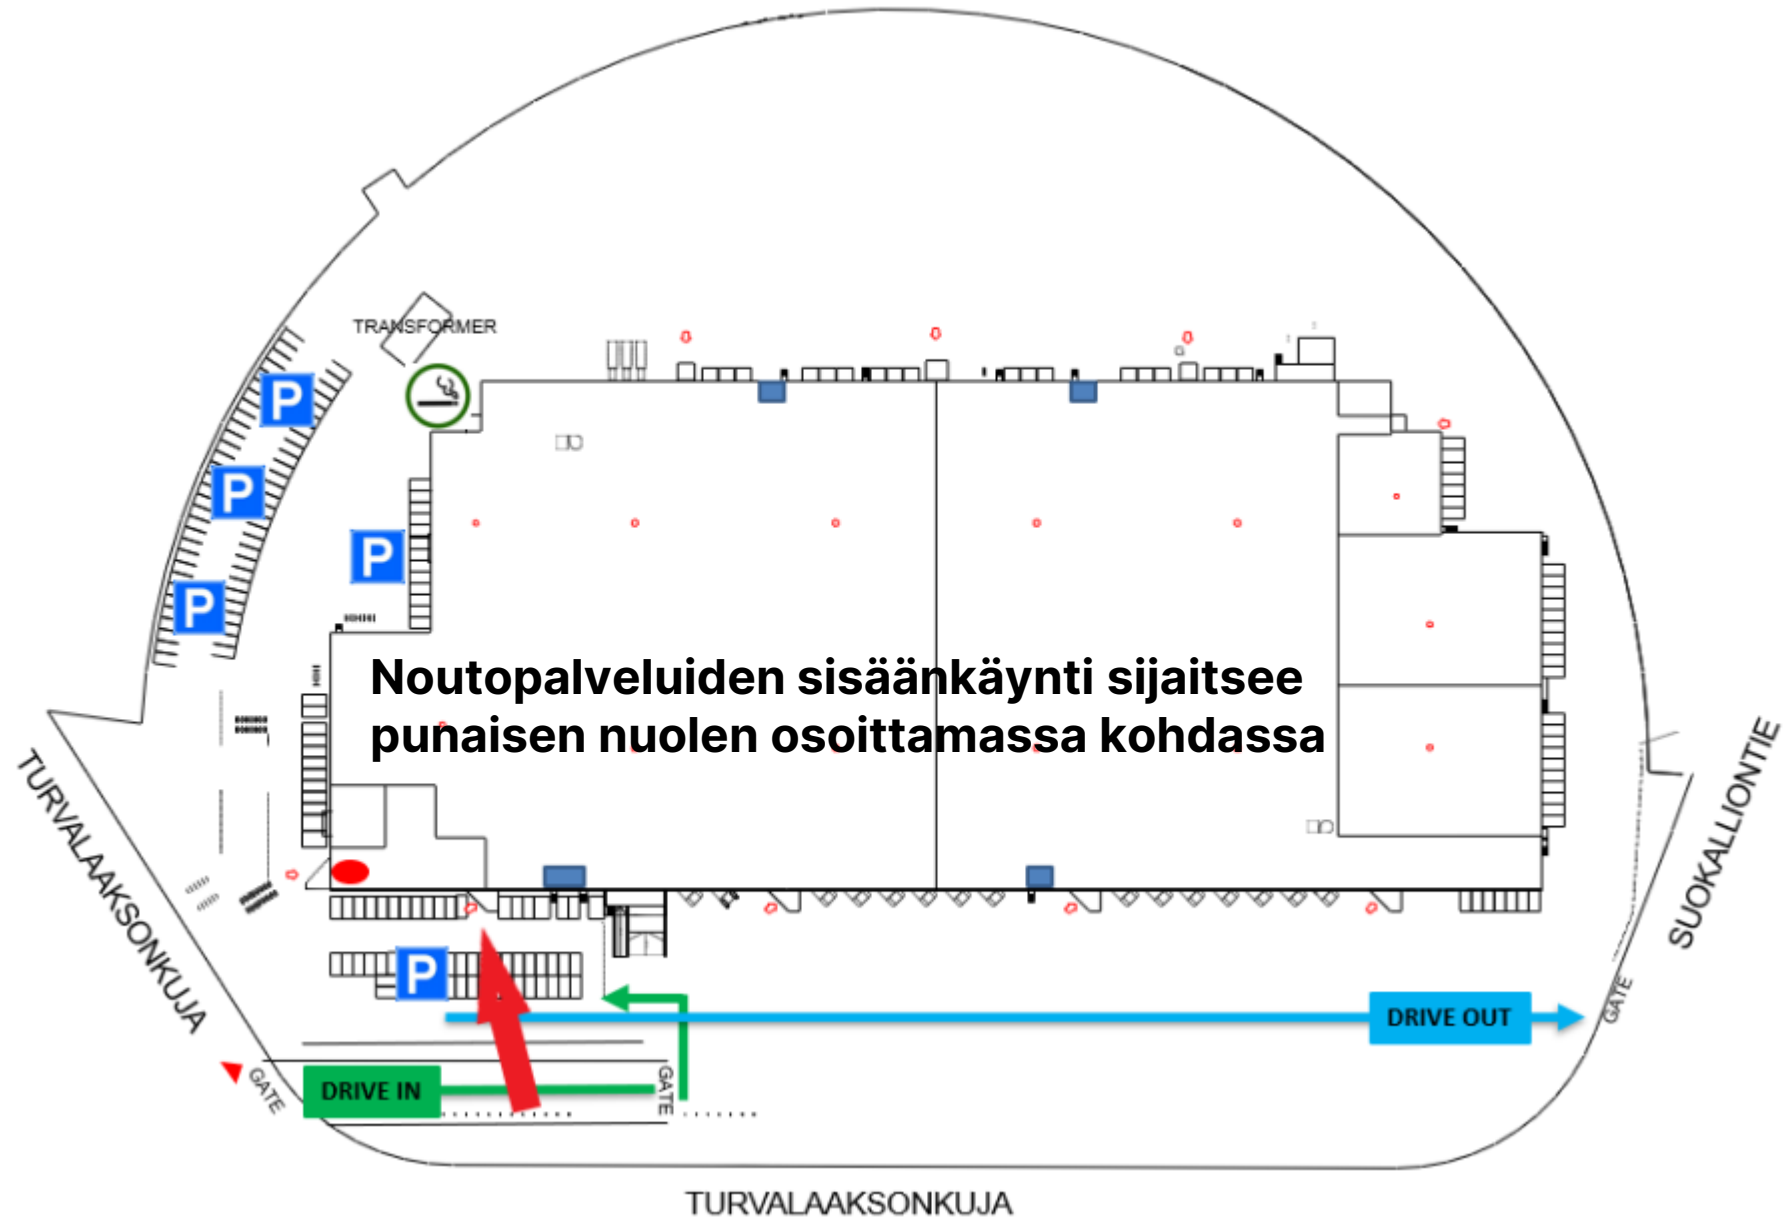 TRANSFORMER
P
P
P
P
Noutopalveluiden sisäänkäynti sijaitsee
punaisen nuolen osoittamassa kohdassa
TURVALAAKSONKUJA
SUOKALLIONTIE
P
DRIVE OUT
GATE
GATE
DRIVE IN
GATE
TURVALAAKSONKUJA